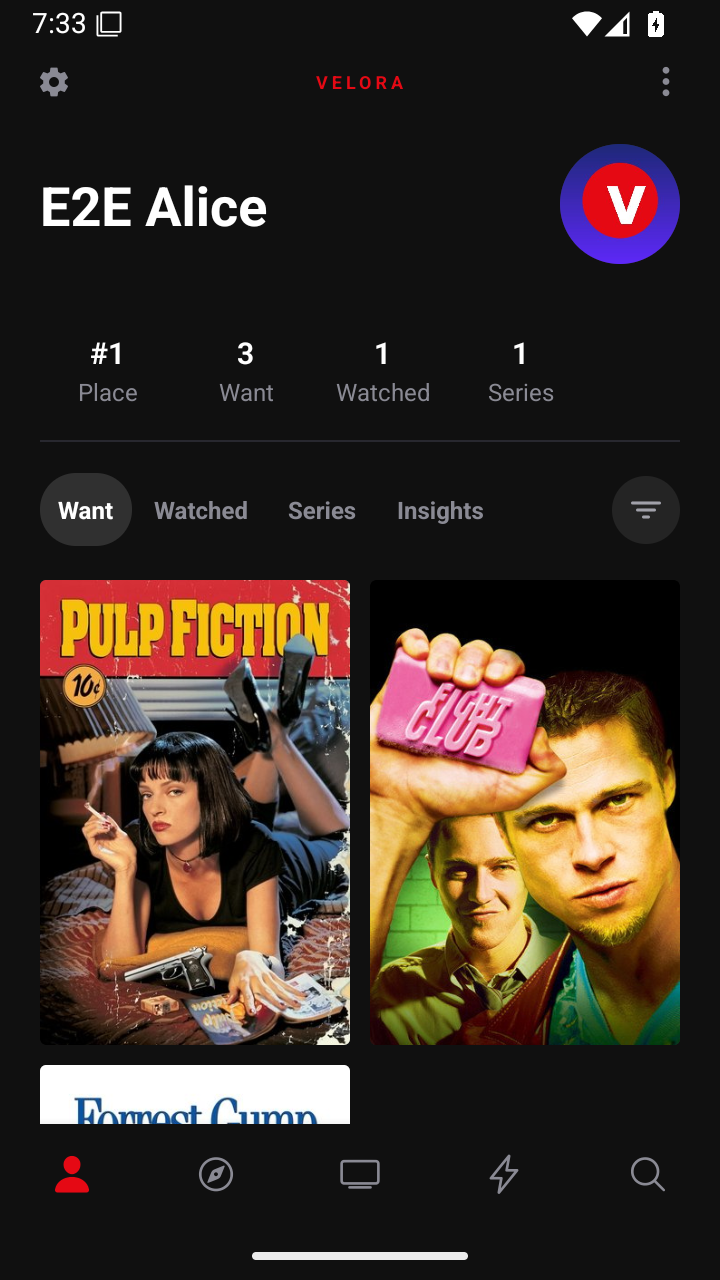 7:33
VELORA
E2E Alice
V
#1 3 1 1
Place Want Watched Series
Want Watched Series Insights
PULP FICTION
10¢
FIGHT
CLUB
Forrest Gump